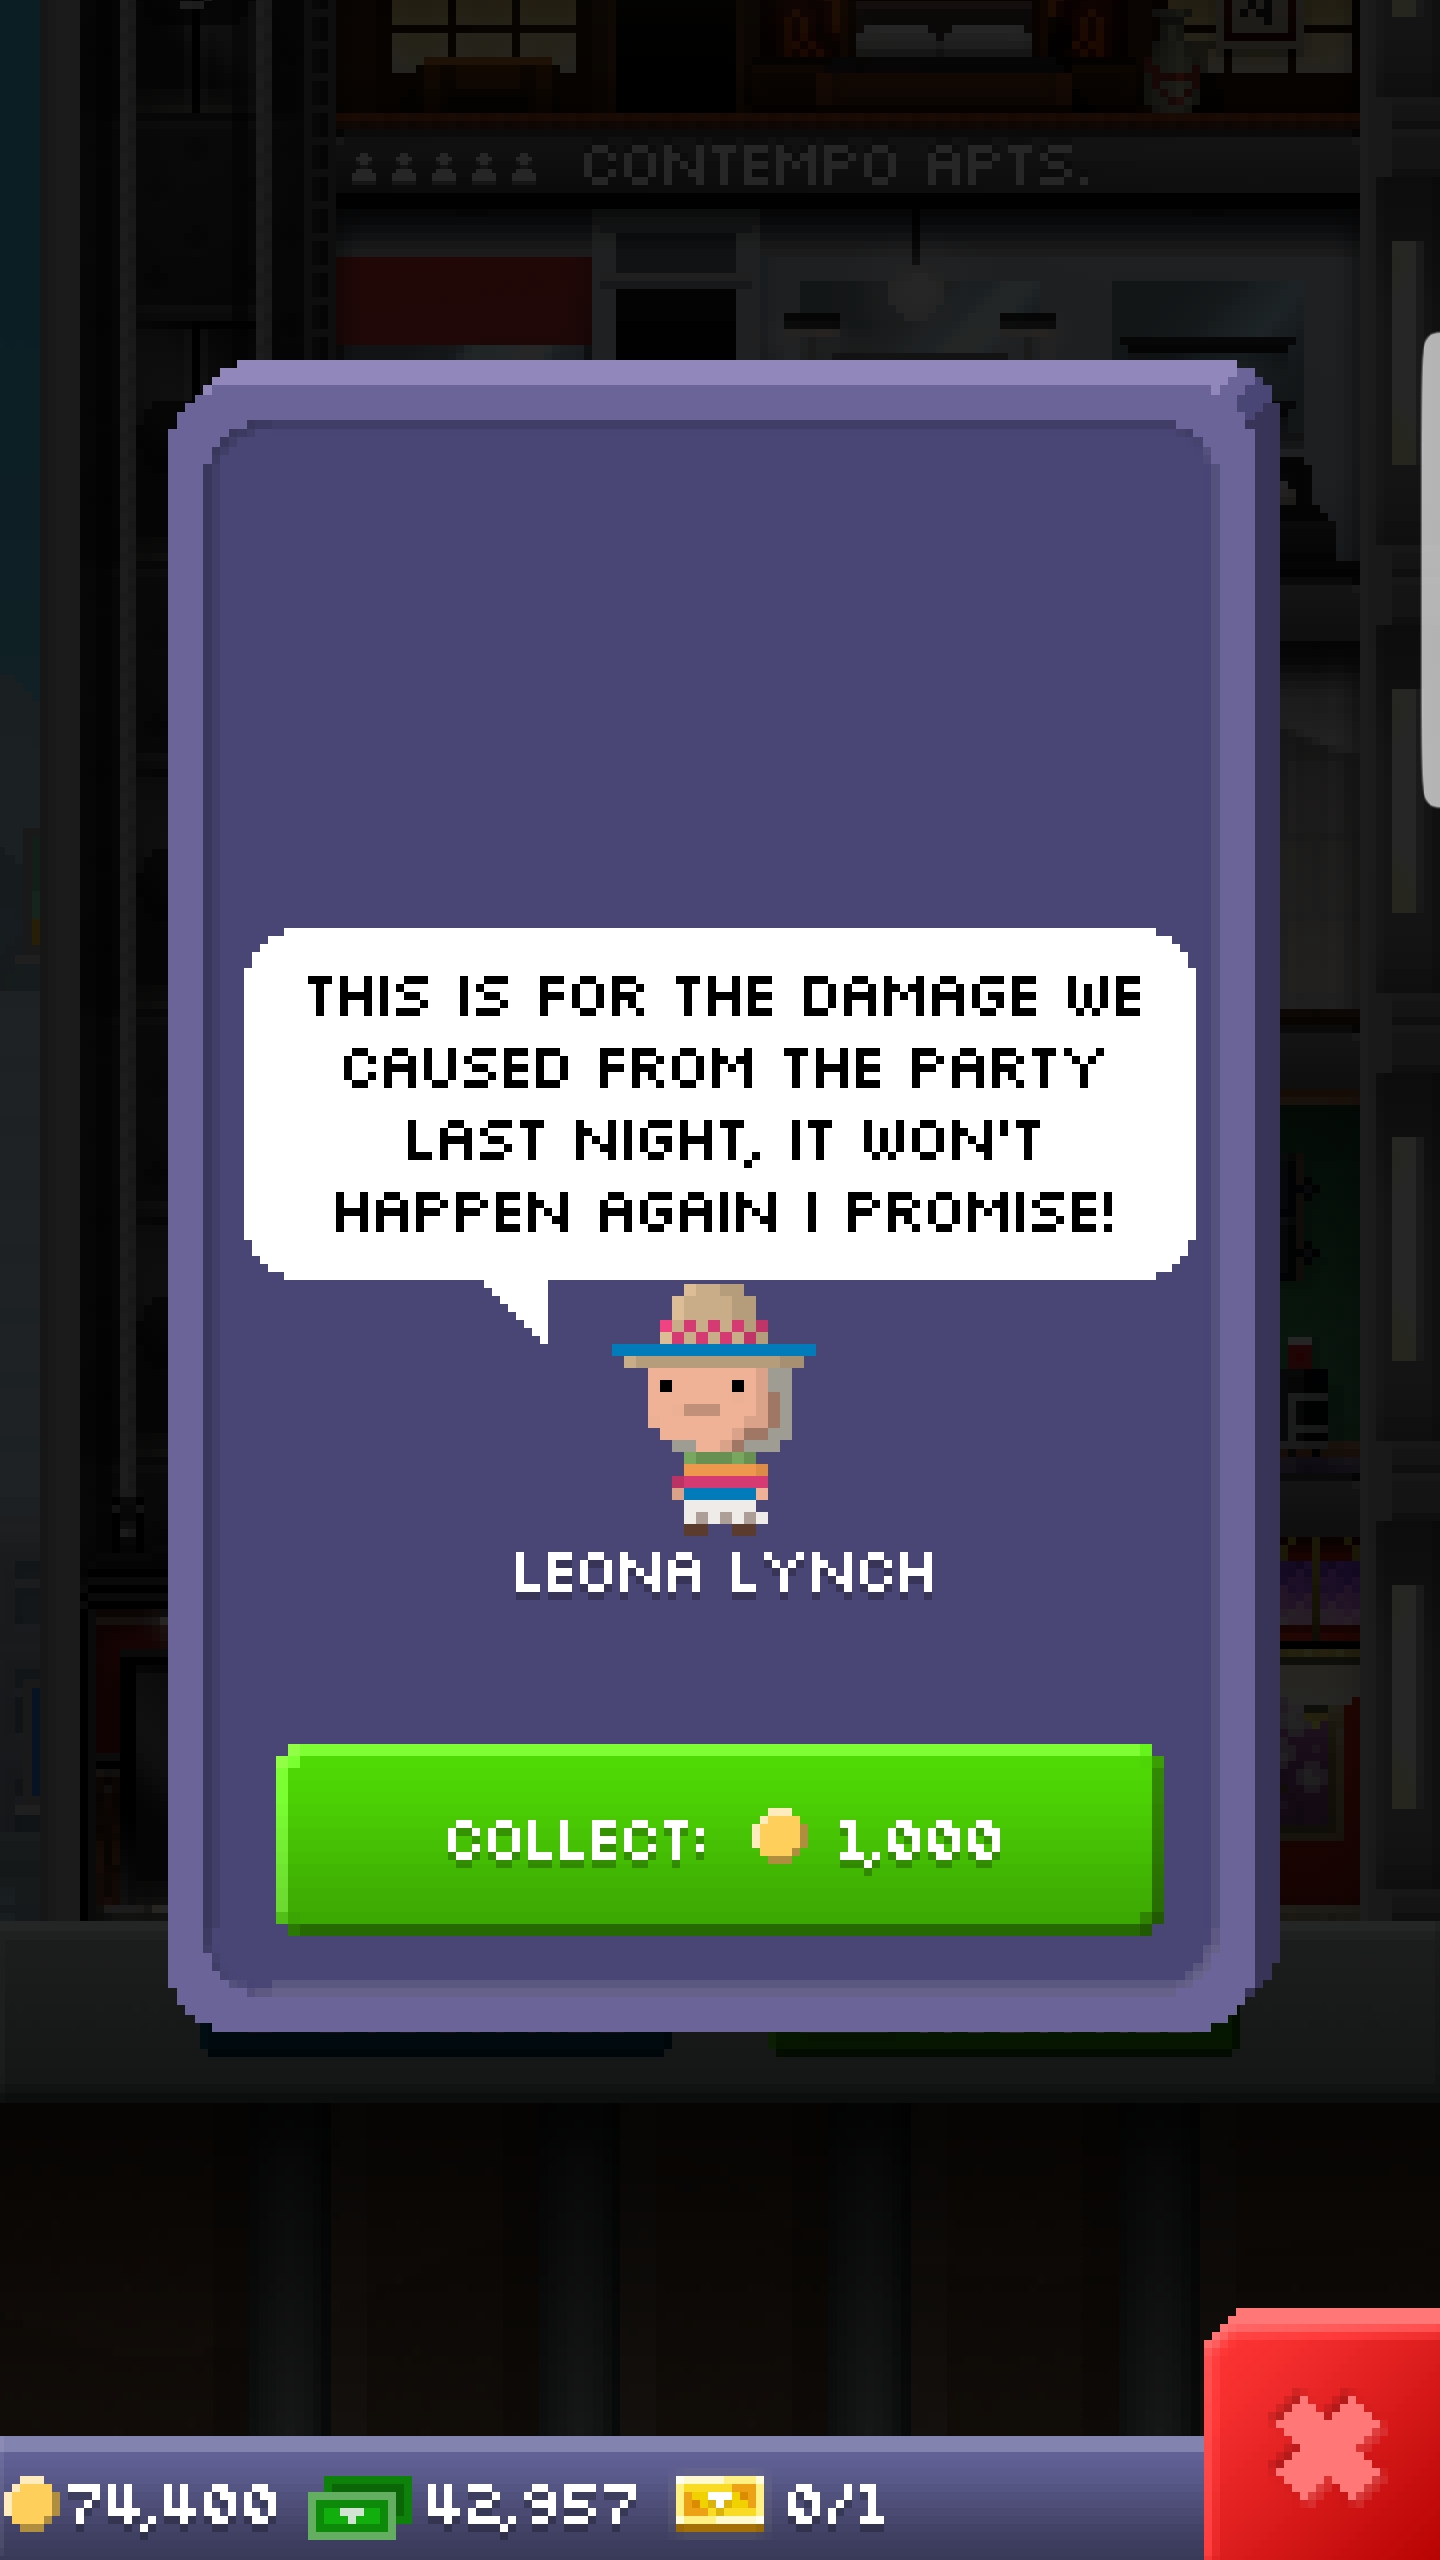 CONTEMPO APTS.
THIS IS FOR THE DAMAGE WE
CAUSED FROM THE PARTY
LAST NIGHT, IT WON'T
HAPPEN AGAIN I PROMISE!
LEONA LYNCH
COLLECT: 1,000
74,400 42,957 0/1